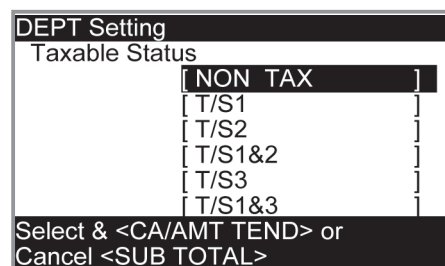 DEPT Setting
Taxable Status
[ NON TAX ]
[ T/S1 ]
[ T/S2 ]
[ T/S1&2 ]
[ T/S3 ]
[ T/S1&3 ]
Select & <CA/AMT TEND> or
Cancel <SUB TOTAL>